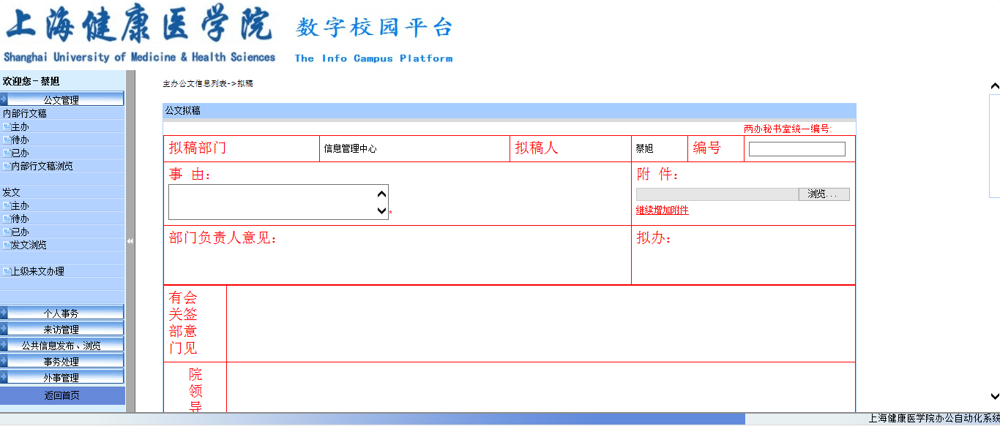 上海健康医学院 数字校园平台
Shanghai University of Medicine & Health Sciences The Info Campus Platform
欢迎您－蔡旭
公文管理
内部行文稿
主办
待办
已办
内部行文稿浏览
发文
主办
待办
已办
发文浏览
上级来文办理
个人事务
来访管理
公共信息发布、浏览
事务处理
外事管理
返回首页
主办公文信息列表->拟稿
公文拟稿
两办秘书室统一编号:
拟稿部门 信息管理中心 拟稿人 蔡旭 编号
事 由: *
附 件:
浏览...
继续增加附件
部门负责人意见:
拟办:
有会
关签
部意
门见
院
领
导
上海健康医学院办公自动化系统